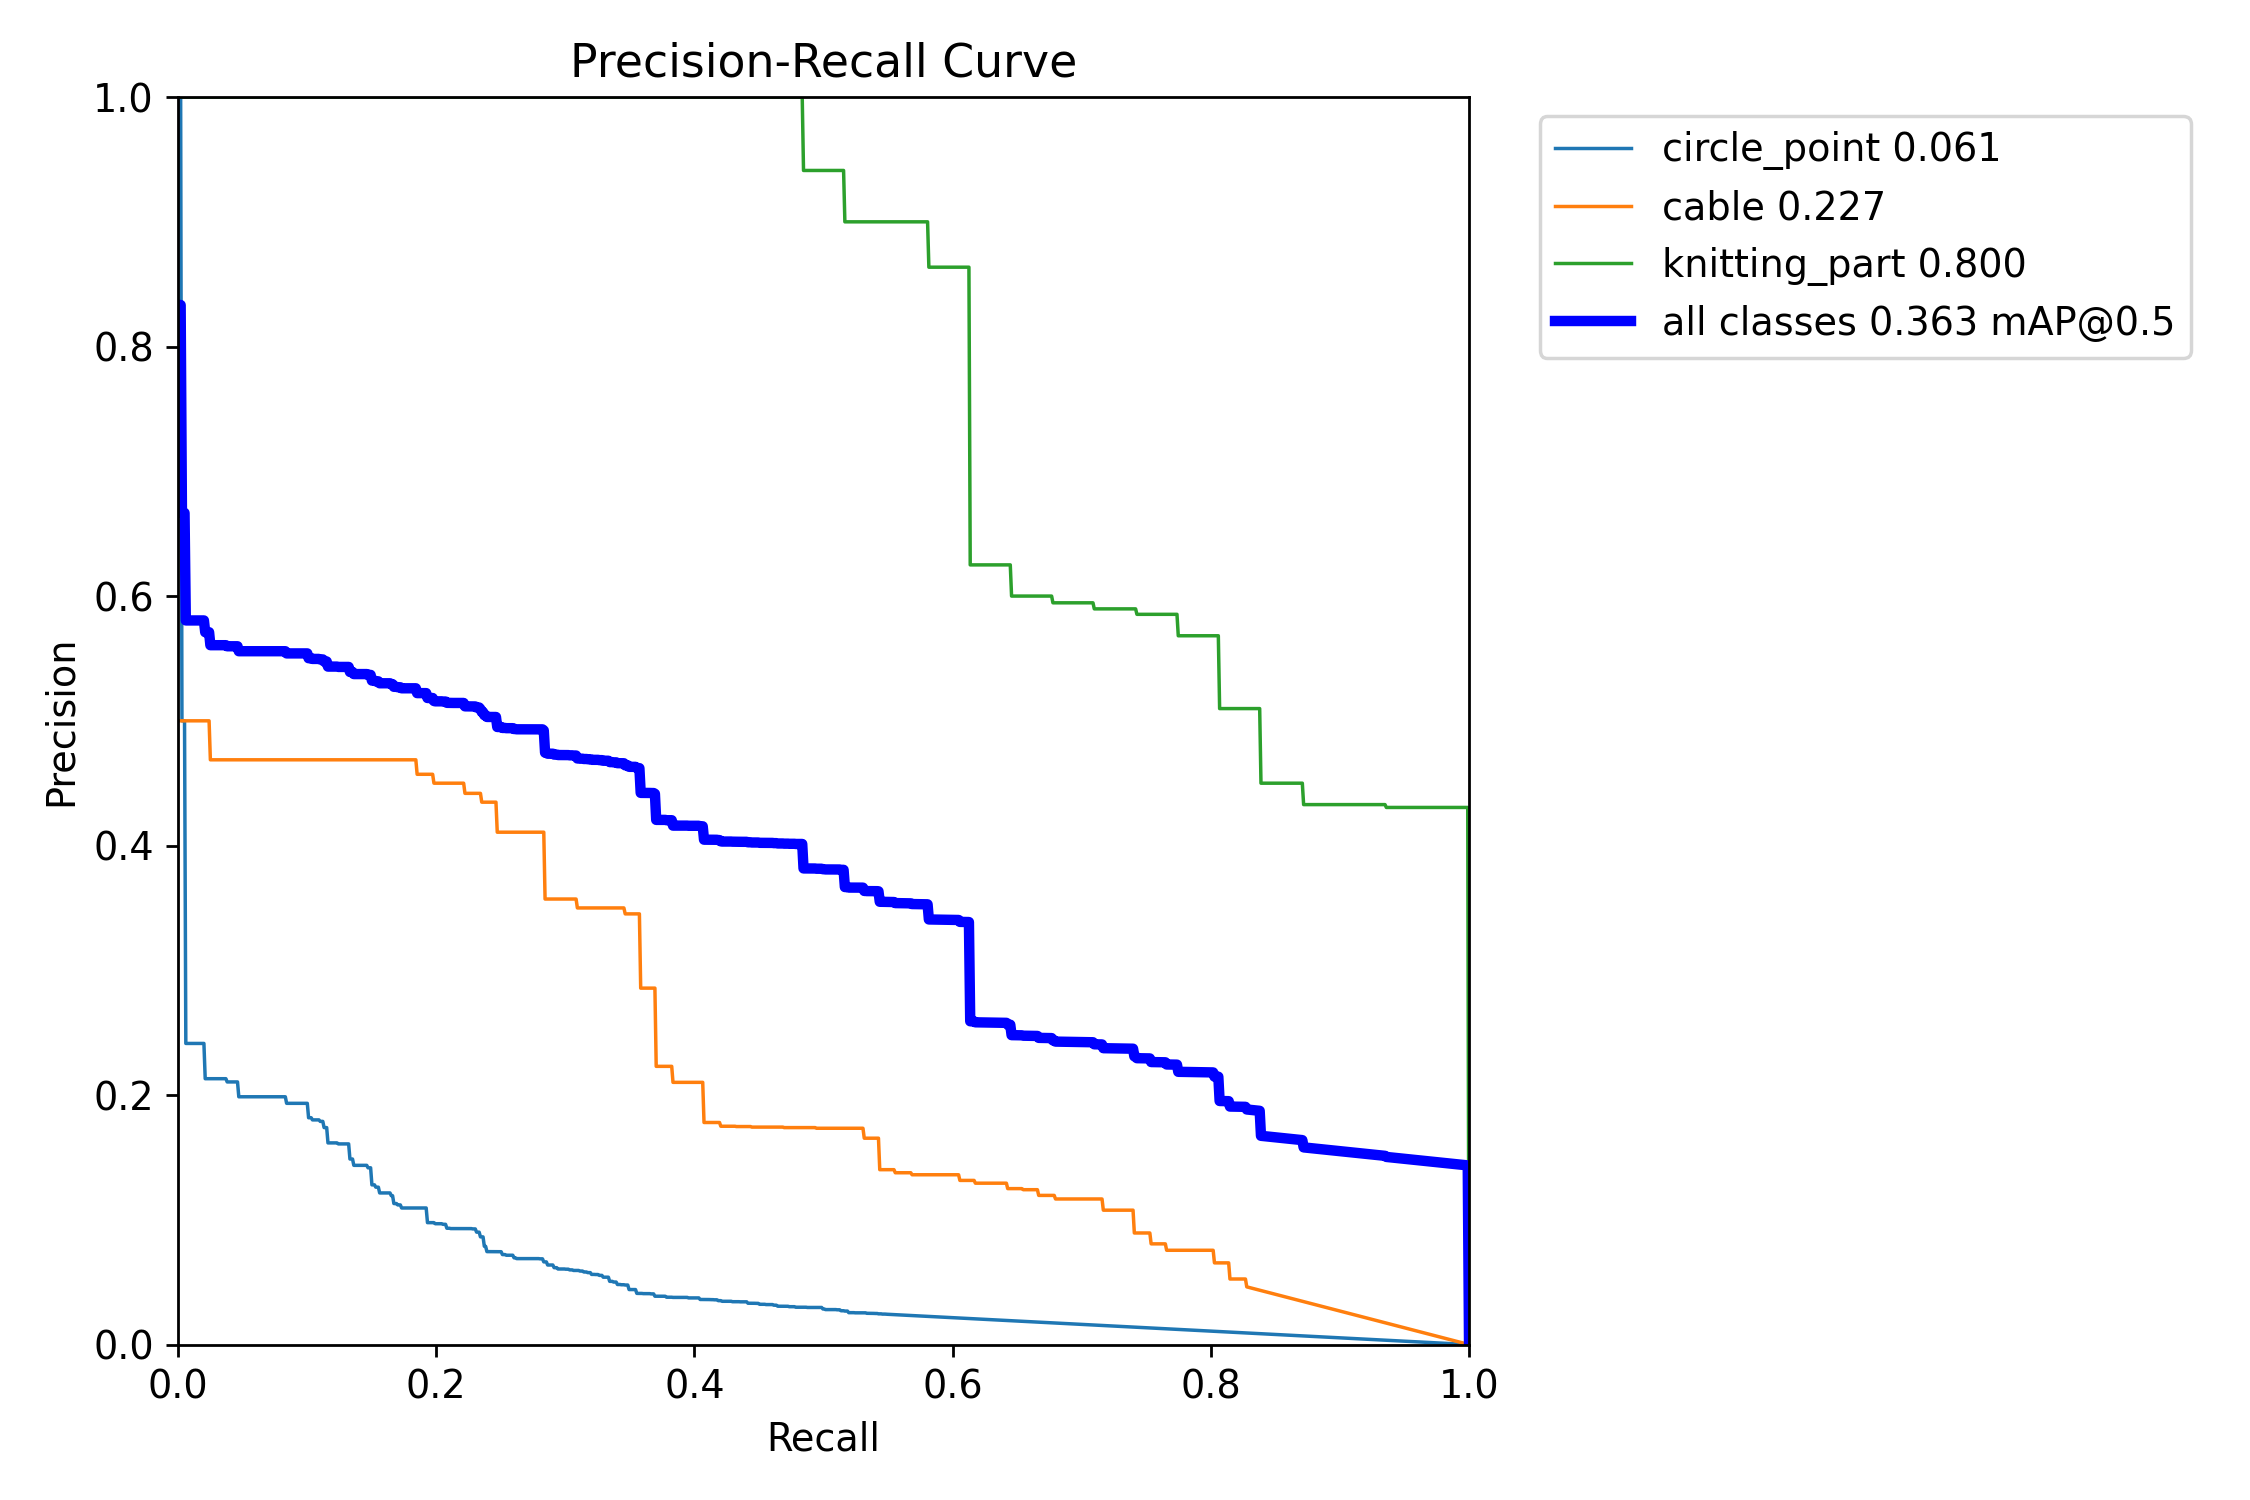 Precision-Recall Curve
1.0
0.8
0.6
0.4
0.2
0.0
Precision
0.0 0.2 0.4 0.6 0.8 1.0
Recall
circle_point 0.061
cable 0.227
knitting_part 0.800
all classes 0.363 mAP@0.5